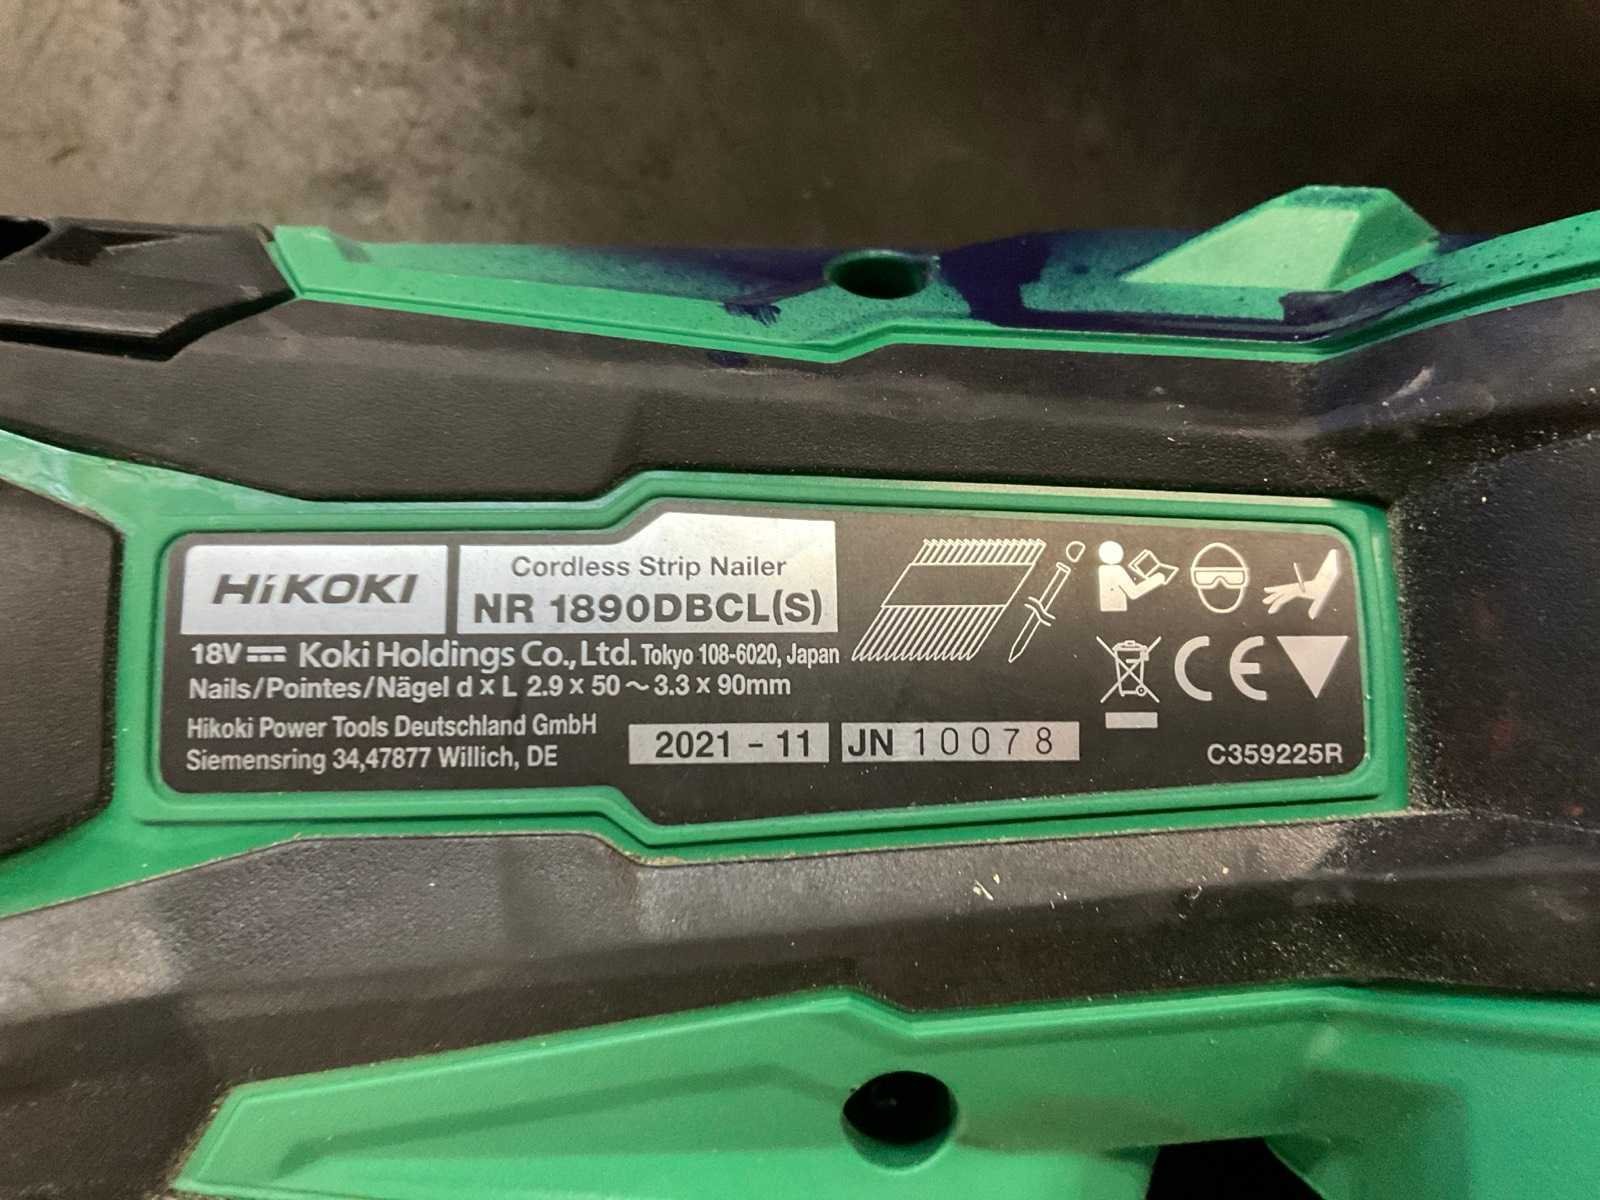 HiKOKI
Cordless Strip Nailer
NR 1890DBCL(S)
18V Koki Holdings Co., Ltd. Tokyo 108-6020, Japan
Nails/Pointes/Nägel d x L 2.9 x 50 ~ 3.3 x 90mm
Hikoki Power Tools Deutschland GmbH
Siemensring 34,47877 Willich, DE
2021 - 11
JN 10078
CE
C359225R